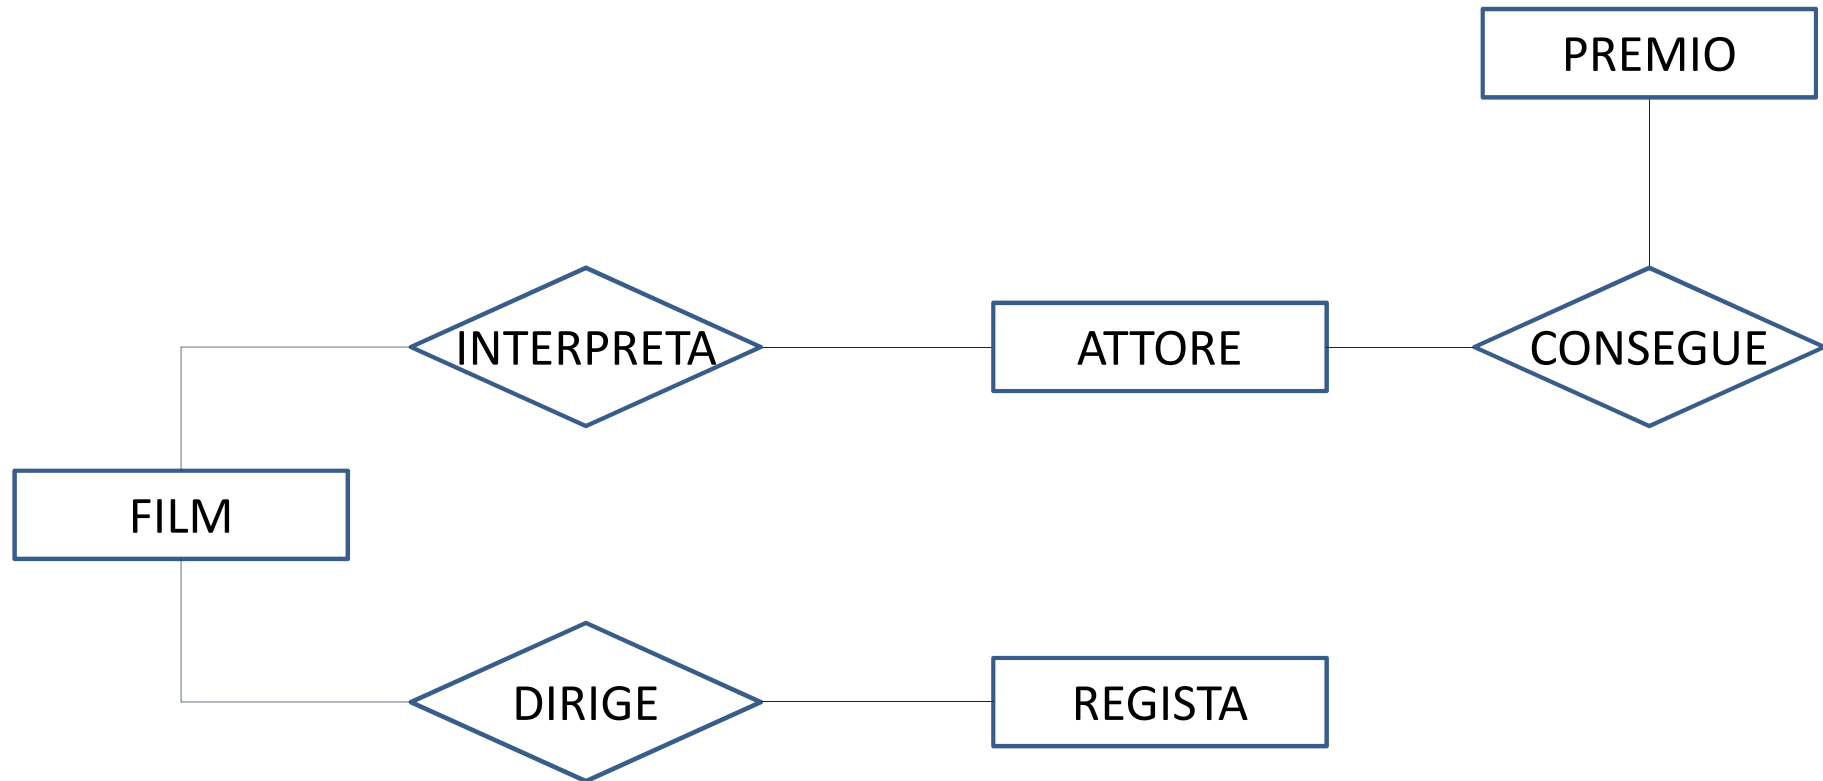 PREMIO
INTERPRETA
ATTORE
CONSEGUE
FILM
DIRIGE
REGISTA